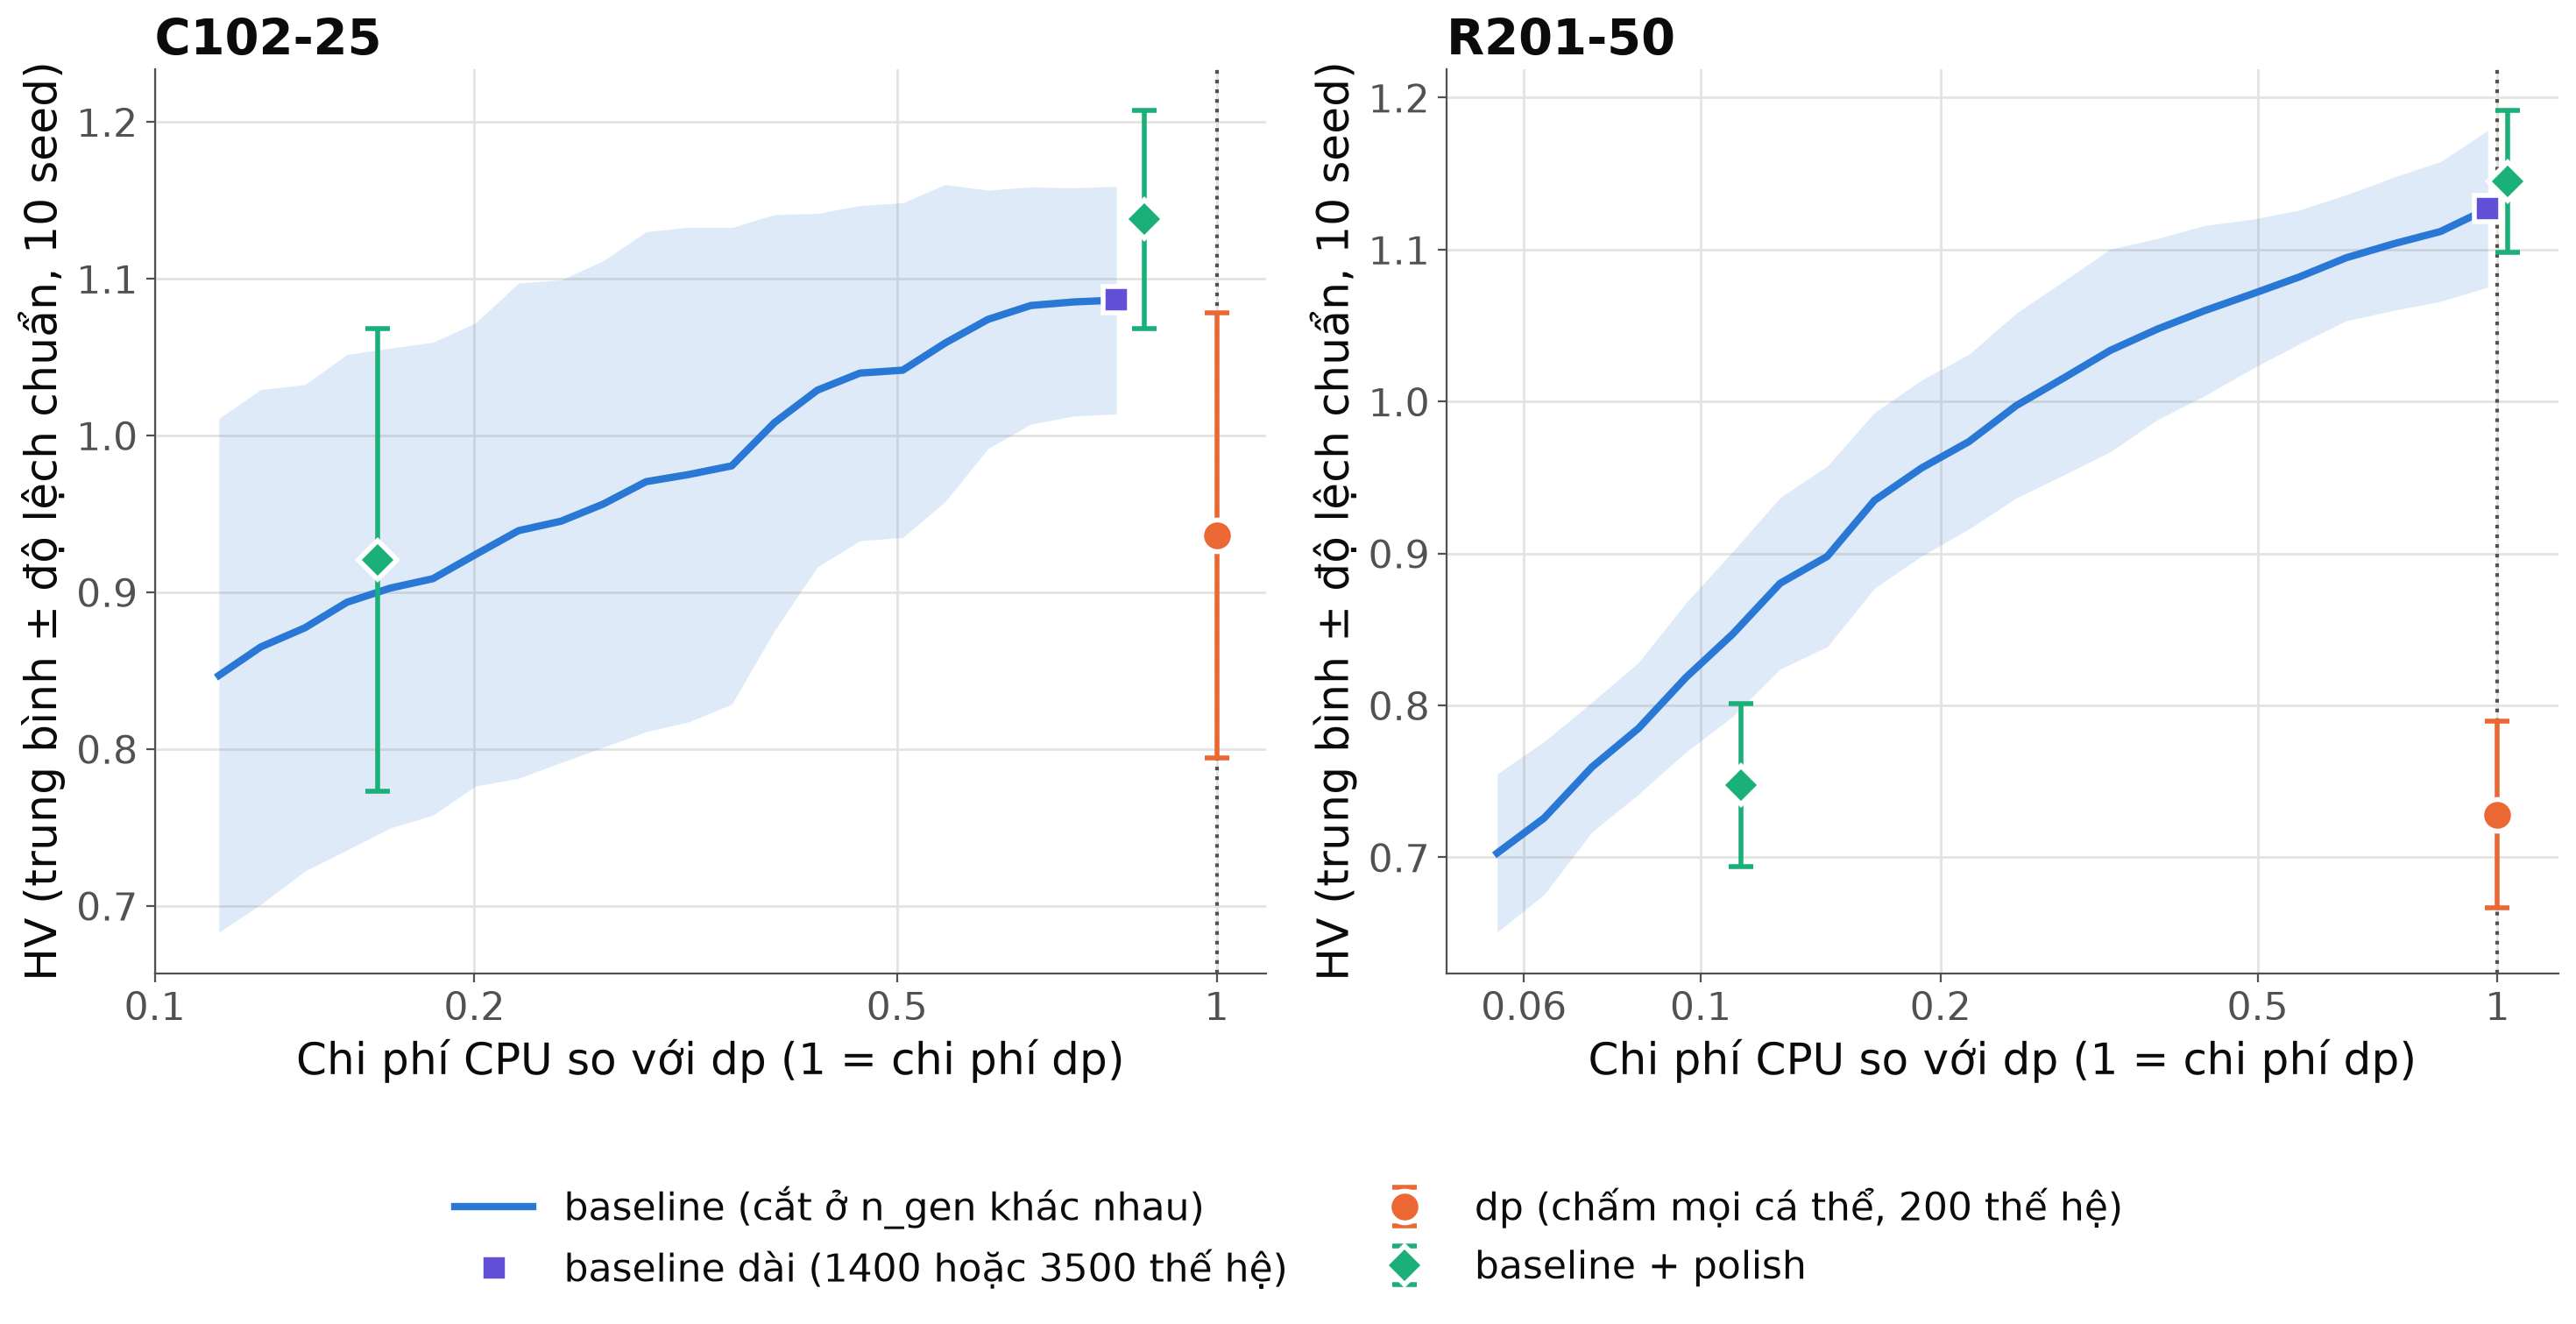 C102-25
HV (trung bình ± độ lệch chuẩn, 10 seed)
1.2
1.1
1.0
0.9
0.8
0.7
0.1
0.2
0.5
1
Chi phí CPU so với dp (1 = chi phí dp)
R201-50
HV (trung bình ± độ lệch chuẩn, 10 seed)
1.2
1.1
1.0
0.9
0.8
0.7
0.06
0.1
0.2
0.5
1
Chi phí CPU so với dp (1 = chi phí dp)
baseline (cắt ở n_gen khác nhau)
baseline dài (1400 hoặc 3500 thế hệ)
dp (chấm mọi cá thể, 200 thế hệ)
baseline + polish